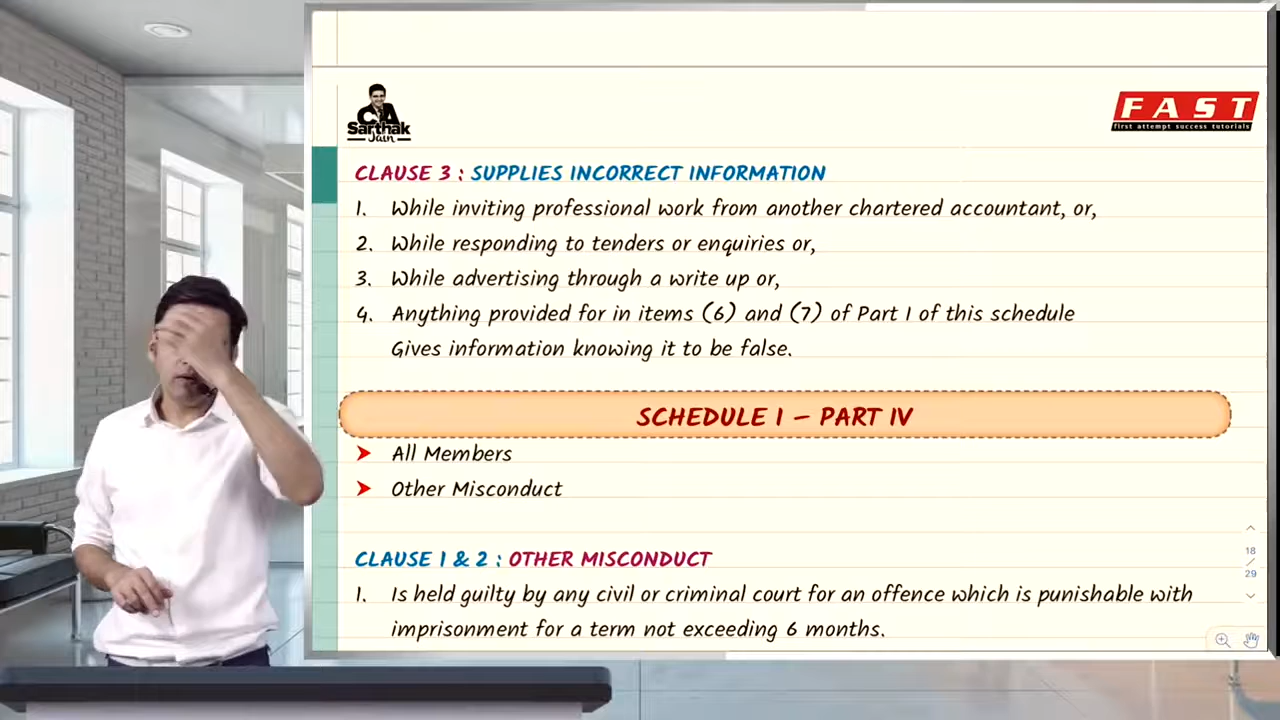 CA
Sarthak
Jain
FAST
first attempt success tutorials
CLAUSE 3 : SUPPLIES INCORRECT INFORMATION
1. While inviting professional work from another chartered accountant, or,
2. While responding to tenders or enquiries or,
3. While advertising through a write up or,
4. Anything provided for in items (6) and (7) of Part I of this schedule
Gives information knowing it to be false.
SCHEDULE I – PART IV
All Members
Other Misconduct
CLAUSE 1 & 2 : OTHER MISCONDUCT
1. Is held guilty by any civil or criminal court for an offence which is punishable with
imprisonment for a term not exceeding 6 months.
18
/
29